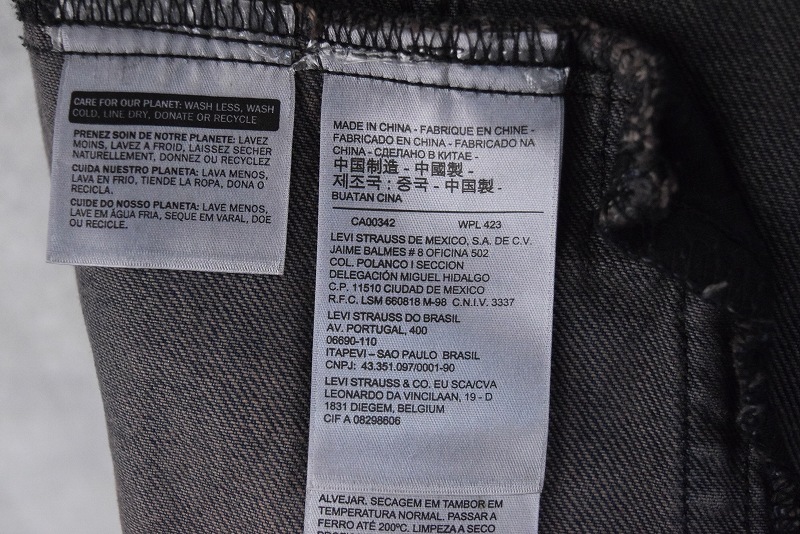 CARE FOR OUR PLANET: WASH LESS, WASH
COLD, LINE DRY, DONATE OR RECYCLE
PRENEZ SOIN DE NOTRE PLANETE: LAVEZ
MOINS, LAVEZ A FROID, LAISSEZ SECHER
NATURELLEMENT, DONNEZ OU RECYCLEZ
CUIDA NUESTRO PLANETA: LAVA MENOS,
LAVA EN FRIO, TIENDE LA ROPA, DONA O
RECICLA.
CUIDE DO NOSSO PLANETA: LAVE MENOS,
LAVE EM ÁGUA FRIA, SEQUE EM VARAL, DOE
OU RECICLE.
MADE IN CHINA - FABRIQUE EN CHINE -
FABRICADO EN CHINA - FABRICADO NA
CHINA - СДЕЛАНО В КИТАЕ -
中国制造 - 中國製 -
제조국 : 중국 - 中国製 -
BUATAN CINA
CA00342 WPL 423
LEVI STRAUSS DE MEXICO, S.A. DE C.V.
JAIME BALMES # 8 OFICINA 502
COL. POLANCO I SECCION
DELEGACIÓN MIGUEL HIDALGO
C.P. 11510 CIUDAD DE MEXICO
R.F.C. LSM 660818 M-98 C.N.I.V. 3337
LEVI STRAUSS DO BRASIL
AV. PORTUGAL, 400
06690-110
ITAPEVI – SAO PAULO BRASIL
CNPJ: 43.351.097/0001-90
LEVI STRAUSS & CO. EU SCA/CVA
LEONARDO DA VINCILAAN, 19 - D
1831 DIEGEM, BELGIUM
CIF A 08298606
ALVEJAR. SECAGEM EM TAMBOR EM
TEMPERATURA NORMAL. PASSAR A
FERRO ATÉ 200ºC. LIMPEZA A SECO